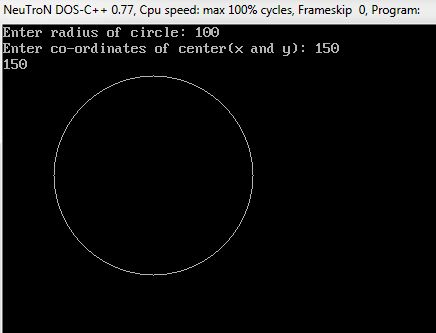 NeuTroN DOS-C++ 0.77, Cpu speed: max 100% cycles, Frameskip 0, Program:
Enter radius of circle: 100
Enter co-ordinates of center(x and y): 150
150